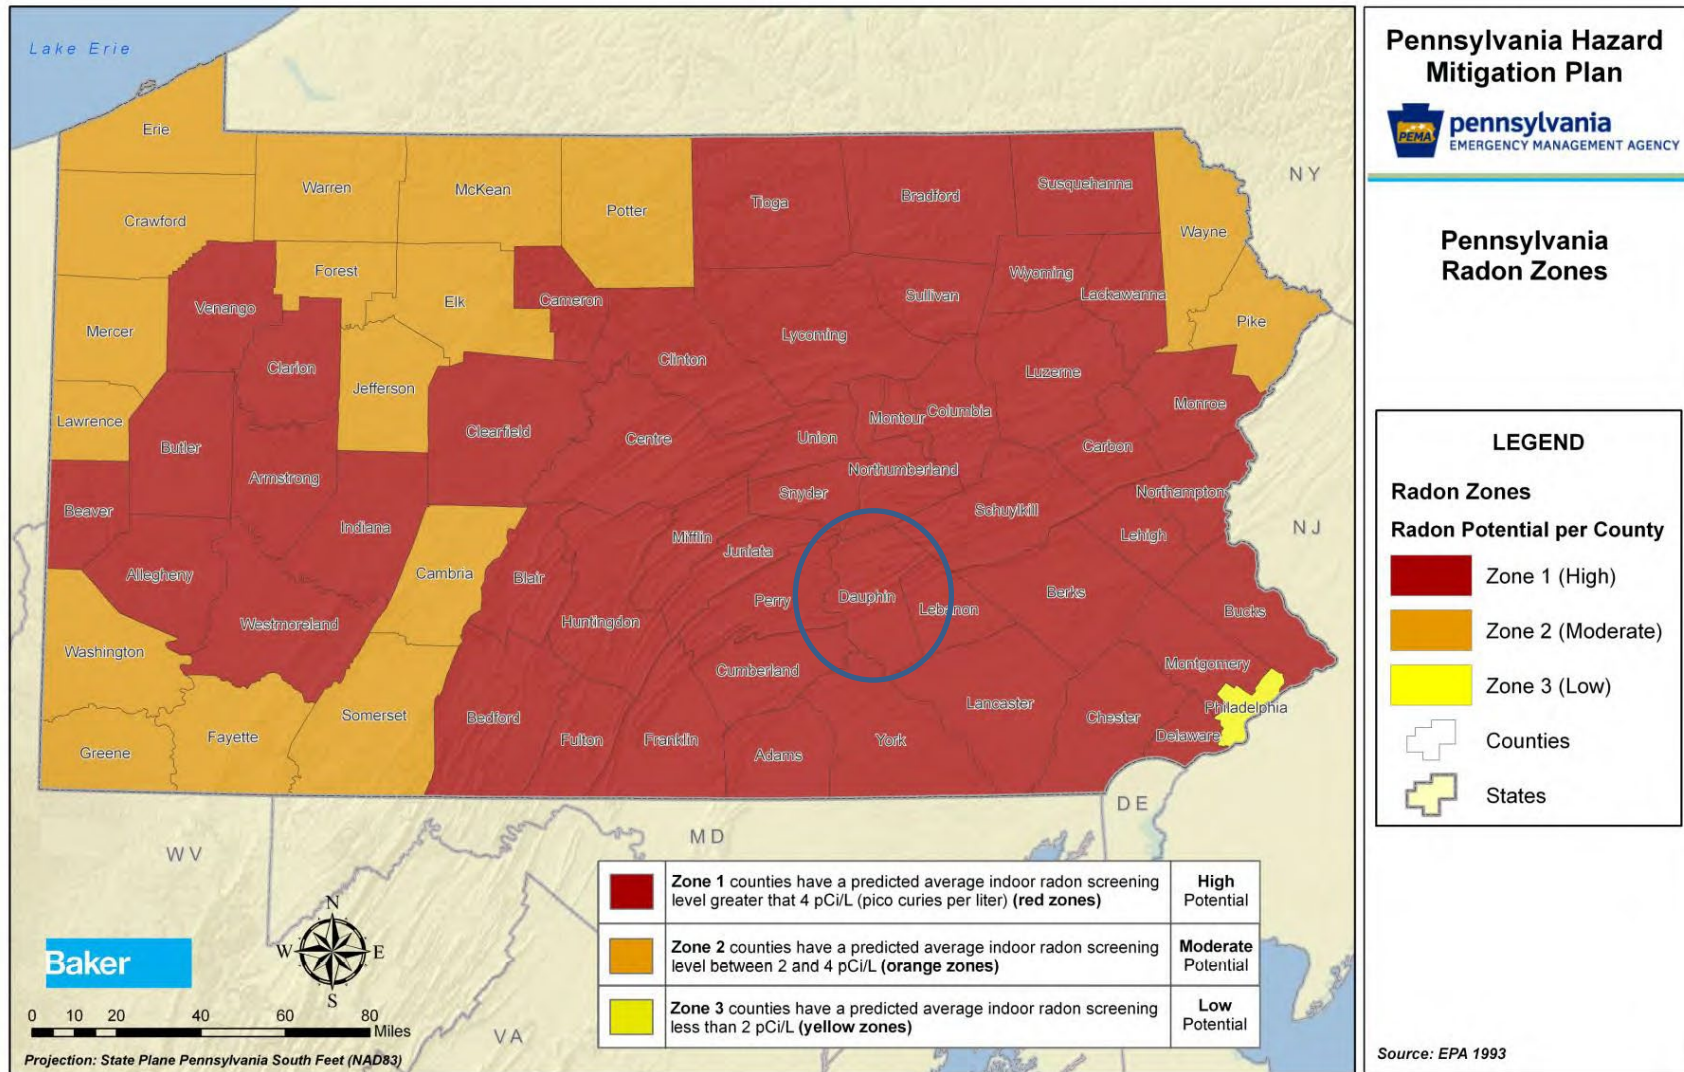 Lake Erie
Erie
Crawford
Warren
McKean
Potter
Tioga
Bradford
Susquehanna
Wayne
NY
Forest
Venango
Elk
Cameron
Sullivan
Wyoming
Lackawanna
Pike
Mercer
Clarion
Clinton
Lycoming
Luzerne
Jefferson
Monroe
Lawrence
Butler
Clearfield
Centre
Union
Montour
Columbia
Carbon
Armstrong
Snyder
Northumberland
Northampton
Beaver
Indiana
Mifflin
Juniata
Schuylkill
Lehigh
NJ
Allegheny
Cambria
Blair
Perry
Dauphin
Lebanon
Berks
Bucks
Westmoreland
Huntingdon
Washington
Cumberland
Montgomery
Somerset
Bedford
Lancaster
Chester
Philadelphia
Greene
Fayette
Fulton
Franklin
Adams
York
Delaware
WV
MD
DE
VA
Zone 1 counties have a predicted average indoor radon screening
level greater that 4 pCi/L (pico curies per liter) (red zones)
High
Potential
Zone 2 counties have a predicted average indoor radon screening
level between 2 and 4 pCi/L (orange zones)
Moderate
Potential
Zone 3 counties have a predicted average indoor radon screening
less than 2 pCi/L (yellow zones)
Low
Potential
N
W E
S
Baker
0 10 20 40 60 80
Miles
Projection: State Plane Pennsylvania South Feet (NAD83)
Pennsylvania Hazard
Mitigation Plan
PEMA
pennsylvania
EMERGENCY MANAGEMENT AGENCY
Pennsylvania
Radon Zones
LEGEND
Radon Zones
Radon Potential per County
Zone 1 (High)
Zone 2 (Moderate)
Zone 3 (Low)
Counties
States
Source: EPA 1993